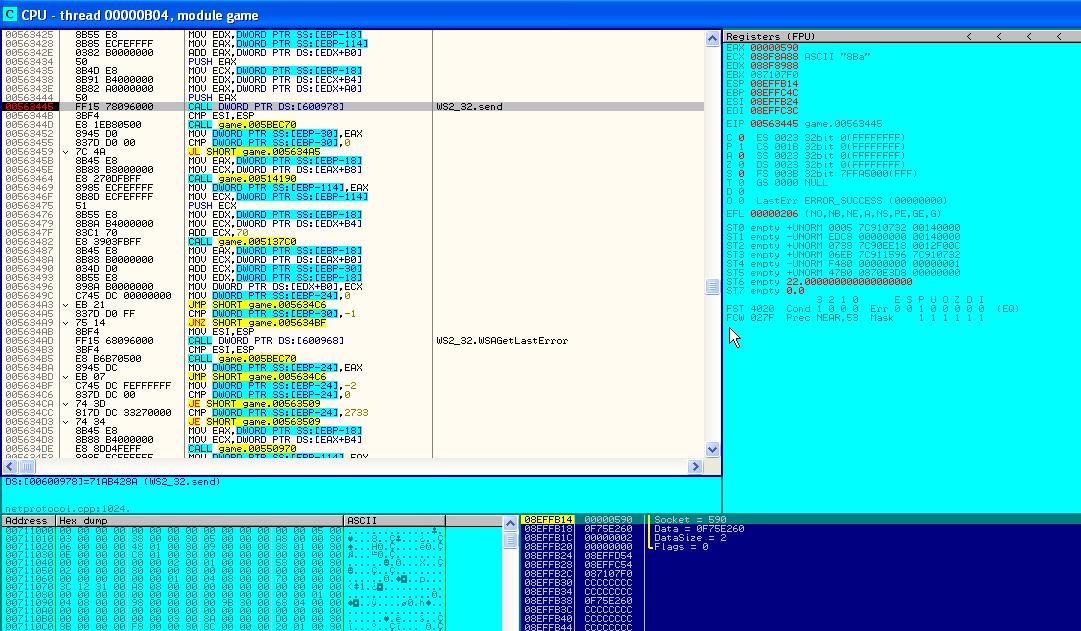 CPU - thread 00000B04, module game
00563425 8B55 E8 MOV EDX,DWORD PTR SS:[EBP-18]
00563428 8B85 ECFEFFFF MOV EAX,DWORD PTR SS:[EBP-114]
0056342E 0382 B0000000 ADD EAX,DWORD PTR DS:[EDX+B0]
00563434 50 PUSH EAX
00563435 8B4D E8 MOV ECX,DWORD PTR SS:[EBP-18]
00563438 8B91 B4000000 MOV EDX,DWORD PTR DS:[ECX+B4]
0056343E 8B82 A0000000 MOV EAX,DWORD PTR DS:[EDX+A0]
00563444 50 PUSH EAX
00563445 FF15 78096000 CALL DWORD PTR DS:[600978] WS2_32.send
0056344B 3BF4 CMP ESI,ESP
0056344D E8 1EB80500 CALL game.005BEC70
00563452 8945 D0 MOV DWORD PTR SS:[EBP-30],EAX
00563455 837D D0 00 CMP DWORD PTR SS:[EBP-30],0
00563459 7C 4A JL SHORT game.005634A5
0056345B 8B45 E8 MOV EAX,DWORD PTR SS:[EBP-18]
0056345E 8B88 B8000000 MOV ECX,DWORD PTR DS:[EAX+B8]
00563464 E8 270DFBFF CALL game.00514190
00563469 8985 ECFEFFFF MOV DWORD PTR SS:[EBP-114],EAX
0056346F 8B8D ECFEFFFF MOV ECX,DWORD PTR SS:[EBP-114]
00563475 51 PUSH ECX
00563476 8B55 E8 MOV EDX,DWORD PTR SS:[EBP-18]
00563479 8B8A B4000000 MOV ECX,DWORD PTR DS:[EDX+B4]
0056347F 83C1 70 ADD ECX,70
00563482 E8 3903FBFF CALL game.005137C0
00563487 8B45 E8 MOV EAX,DWORD PTR SS:[EBP-18]
0056348A 8B88 B0000000 MOV ECX,DWORD PTR DS:[EAX+B0]
00563490 034D D0 ADD ECX,DWORD PTR SS:[EBP-30]
00563493 8B55 E8 MOV EDX,DWORD PTR SS:[EBP-18]
00563496 898A B0000000 MOV DWORD PTR DS:[EDX+B0],ECX
0056349C C745 DC 00000000 MOV DWORD PTR SS:[EBP-24],0
005634A3 EB 21 JMP SHORT game.005634C6
005634A5 837D D0 FF CMP DWORD PTR SS:[EBP-30],-1
005634A9 75 14 JNZ SHORT game.005634BF
005634AB 8BF4 MOV ESI,ESP
005634AD FF15 68096000 CALL DWORD PTR DS:[600968] WS2_32.WSAGetLastError
005634B3 3BF4 CMP ESI,ESP
005634B5 E8 B6B70500 CALL game.005BEC70
005634BA 8945 DC MOV DWORD PTR SS:[EBP-24],EAX
005634BD EB 07 JMP SHORT game.005634C6
005634BF C745 DC FEFFFFFF MOV DWORD PTR SS:[EBP-24],-2
005634C6 837D DC 00 CMP DWORD PTR SS:[EBP-24],0
005634CA 74 3D JE SHORT game.00563509
005634CC 817D DC 33270000 CMP DWORD PTR SS:[EBP-24],2733
005634D3 74 34 JE SHORT game.00563509
005634D5 8B45 E8 MOV EAX,DWORD PTR SS:[EBP-18]
005634D8 8B88 B4000000 MOV ECX,DWORD PTR DS:[EAX+B4]
005634DE E8 8DD4FEFF CALL game.00550970
DS:[00600978]=71AB428A (WS2_32.send)
netprotocol.cpp:1024.
Registers (FPU) < < < <
EAX 00000590
ECX 088F8A88 ASCII "8Ba"
EDX 088F8988
EBX 087107F0
ESP 08EFFB14
EBP 08EFFC4C
ESI 08EFFB24
EDI 08EFFC3C
EIP 00563445 game.00563445
C 0 ES 0023 32bit 0(FFFFFFFF)
P 1 CS 001B 32bit 0(FFFFFFFF)
A 0 SS 0023 32bit 0(FFFFFFFF)
Z 0 DS 0023 32bit 0(FFFFFFFF)
S 0 FS 003B 32bit 7FFA5000(FFF)
T 0 GS 0000 NULL
D 0
O 0 LastErr ERROR_SUCCESS (00000000)
EFL 00000206 (NO,NB,NE,A,NS,PE,GE,G)
ST0 empty +UNORM 0005 7C910732 00140000
ST1 empty -UNORM EDC8 00000000 00140000
ST2 empty +UNORM 0738 7C90EE18 0012F00C
ST3 empty +UNORM 06EB 7C911596 7C910732
ST4 empty -UNORM F480 00000000 00000001
ST5 empty +UNORM 47B0 0870E3D8 00000000
ST6 empty 22.000000000000000000
ST7 empty 0.0
3 2 1 0 E S P U O Z D I
FST 4020 Cond 1 0 0 0 Err 0 0 1 0 0 0 0 0 (EQ)
FCW 027F Prec NEAR,53 Mask 1 1 1 1 1 1
Address Hex dump ASCII
08EFFB14 00000590 Socket = 590
08EFFB18 0F75E260 Data = 0F75E260
08EFFB1C 00000002 DataSize = 2
08EFFB20 00000000 Flags = 0
08EFFB24 08EFFD54
08EFFB28 08EFFC54
08EFFB2C 087107F0
08EFFB30 CCCCCCCC
08EFFB34 CCCCCCCC
08EFFB38 0F75E260
08EFFB3C CCCCCCCC
08EFFB40 CCCCCCCC
08EFFB44 CCCCCCCC